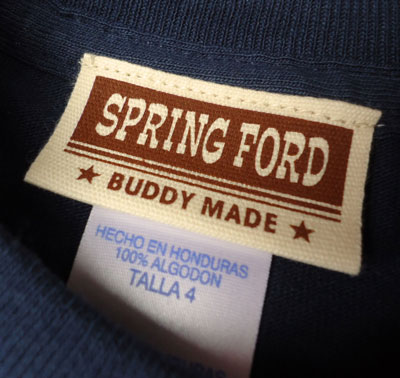 SPRING FORD
★ BUDDY MADE ★
HECHO EN HONDURAS
100% ALGODON
TALLA 4